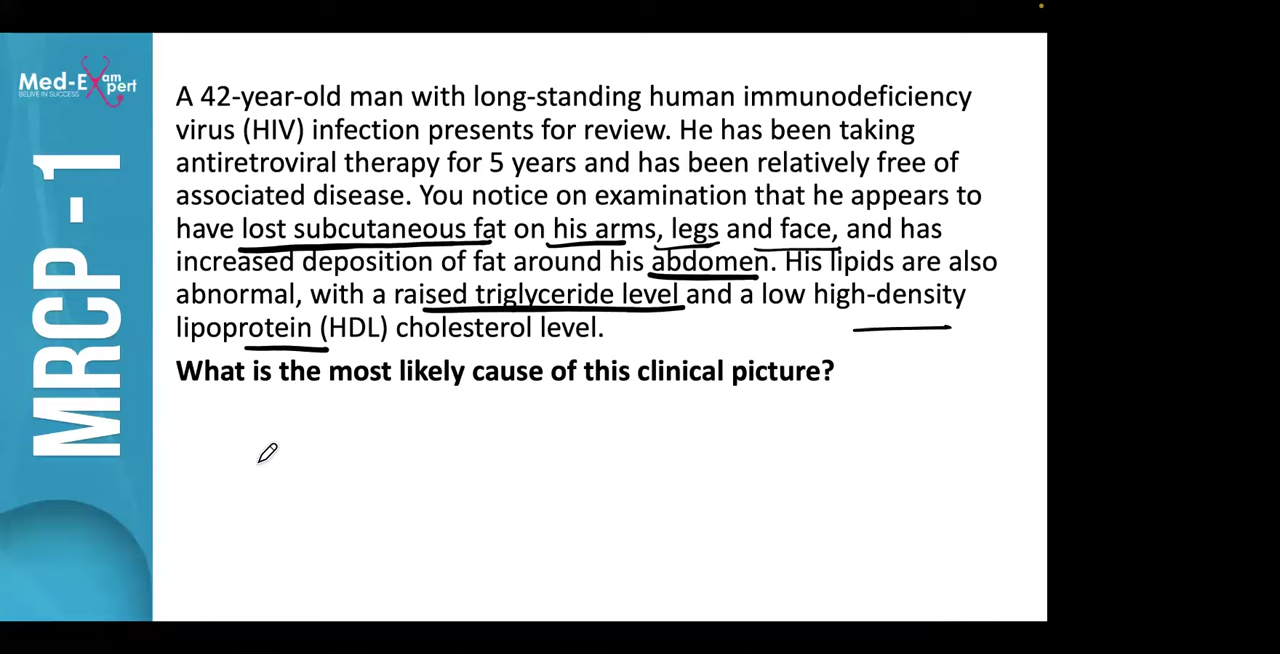 Med-Exam
pert
BELIVE IN SUCCESS
MRCP - 1
A 42-year-old man with long-standing human immunodeficiency
virus (HIV) infection presents for review. He has been taking
antiretroviral therapy for 5 years and has been relatively free of
associated disease. You notice on examination that he appears to
have lost subcutaneous fat on his arms, legs and face, and has
increased deposition of fat around his abdomen. His lipids are also
abnormal, with a raised triglyceride level and a low high-density
lipoprotein (HDL) cholesterol level.
What is the most likely cause of this clinical picture?